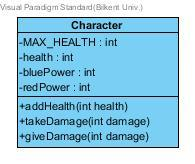 Visual Paradigm Standard(Bilkent Univ.)
Character
-MAX_HEALTH : int
-health : int
-bluePower : int
-redPower : int
+addHealth(int health)
+takeDamage(int damage)
+giveDamage(int damage)